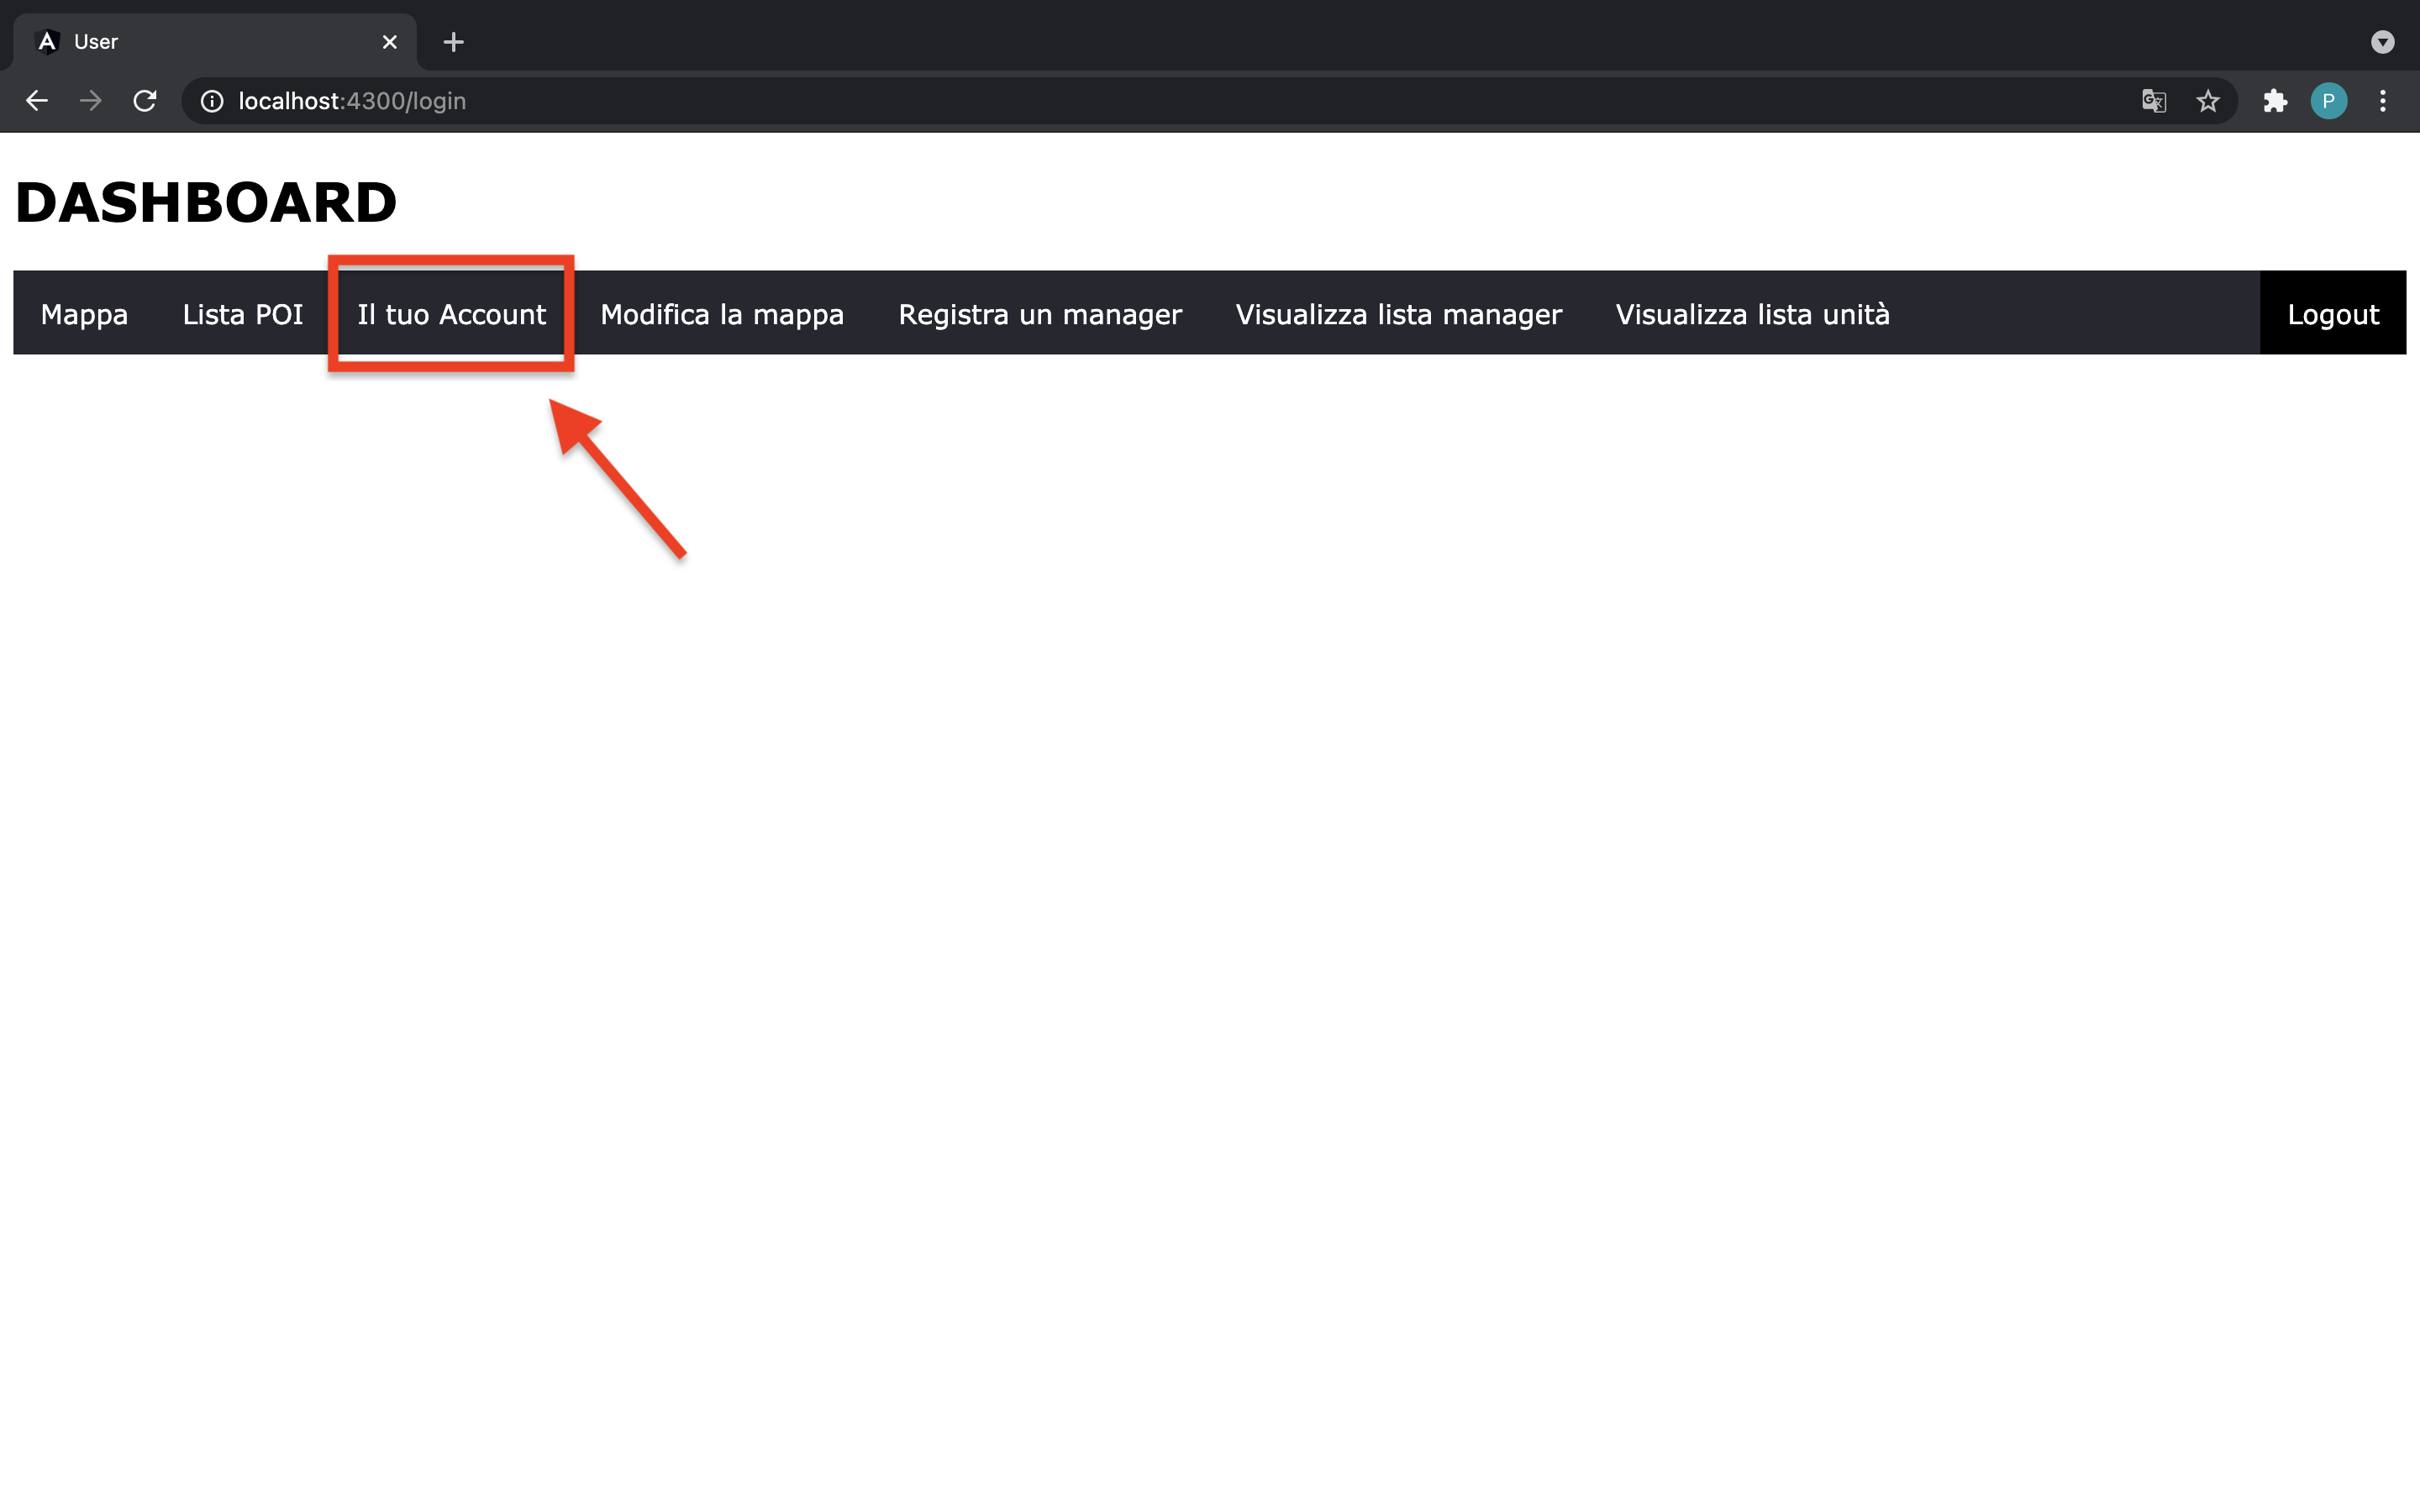 User
localhost:4300/login
P
DASHBOARD
Mappa Lista POI Il tuo Account Modifica la mappa Registra un manager Visualizza lista manager Visualizza lista unità Logout